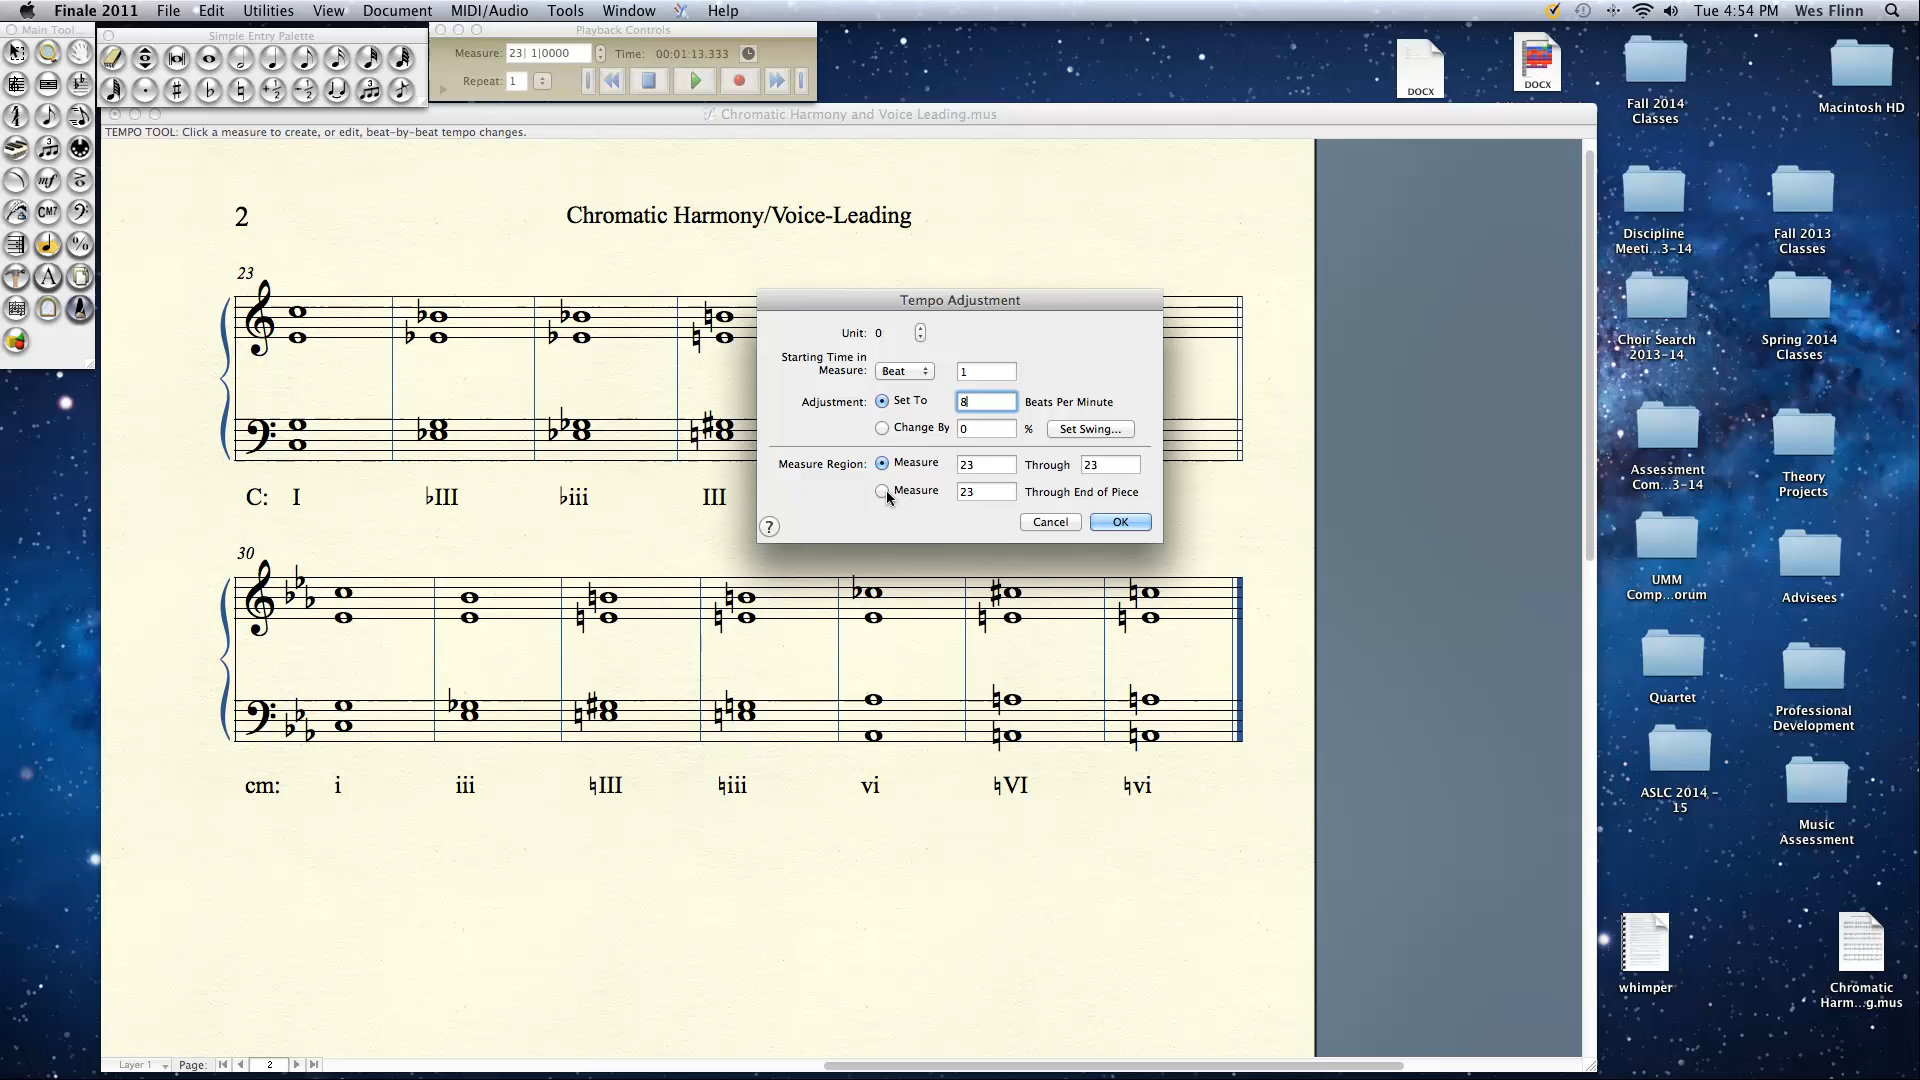 Finale 2011 File Edit Utilities View Document MIDI/Audio Tools Window Help
Tue 4:54 PM Wes Flinn
Main Tool...
Simple Entry Palette
Playback Controls
Measure: 23| 1|0000 Time: 00:01:13.333
Repeat: 1
Chromatic Harmony and Voice Leading.mus
TEMPO TOOL: Click a measure to create, or edit, beat-by-beat tempo changes.
2
Chromatic Harmony/Voice-Leading
23
C: I ♭III ♭iii III
30
cm: i iii ♮III ♮iii vi ♮VI ♮vi
Tempo Adjustment
Unit: 0
Starting Time in
Measure: Beat 1
Adjustment: Set To 8 Beats Per Minute
Change By 0 % Set Swing...
Measure Region: Measure 23 Through 23
Measure 23 Through End of Piece
? Cancel OK
Layer 1 Page: 2
mf
CM7
A
DOCX
DOCX
Fall 2014
Classes
Macintosh HD
Discipline
Meeti...3-14
Fall 2013
Classes
Choir Search
2013-14
Spring 2014
Classes
Assessment
Com...3-14
Theory
Projects
UMM
Comp...orum
Advisees
Quartet
Professional
Development
ASLC 2014 -
15
Music
Assessment
whimper
Chromatic
Harm...g.mus